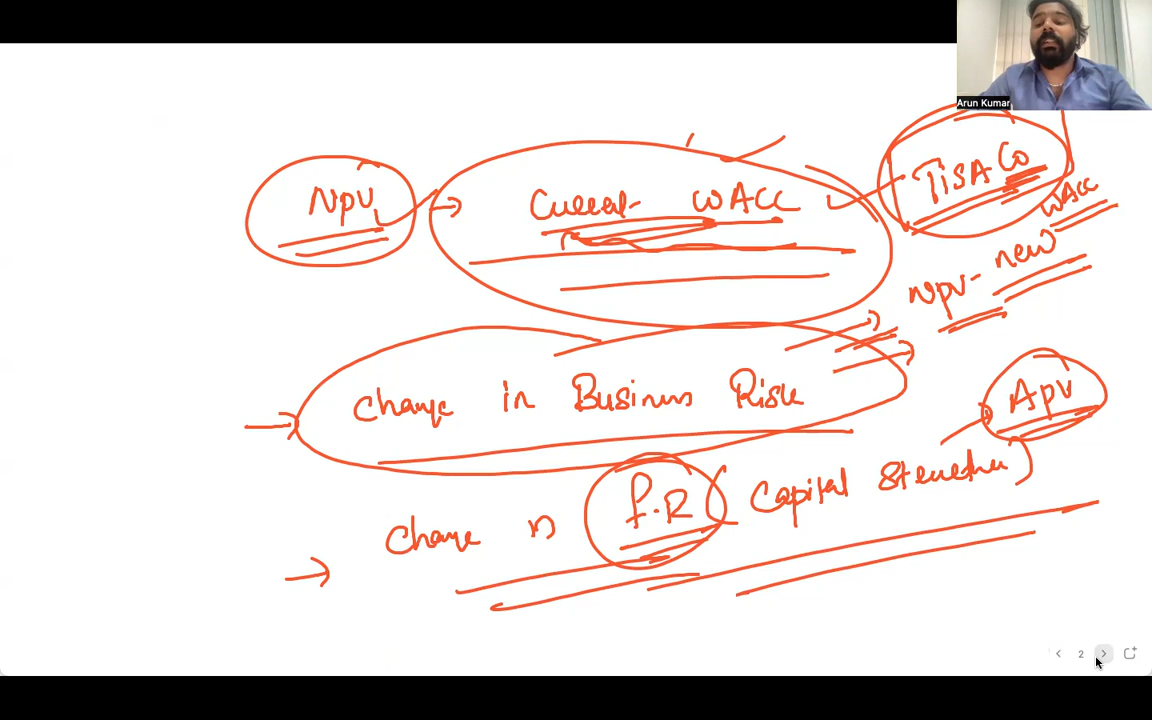 Arun Kumar
Npv → Current WACC TISA Co
Npv - new WACC
→ Change in Business Risk
Apv
→ Change in F.R (Capital Structure)
2